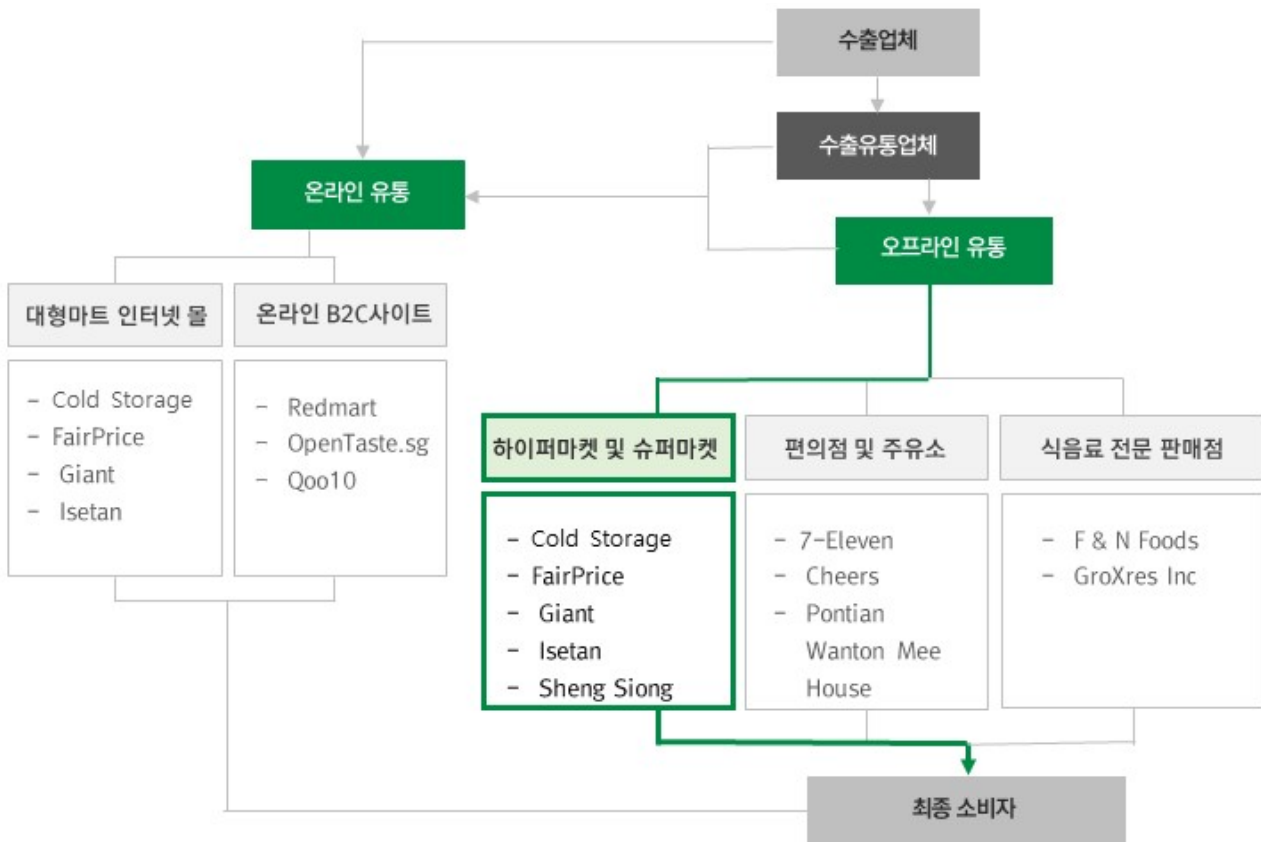 수출업체
수출유통업체
온라인 유통
오프라인 유통
대형마트 인터넷 몰
- Cold Storage
- FairPrice
- Giant
- Isetan
온라인 B2C사이트
- Redmart
- OpenTaste.sg
- Qoo10
하이퍼마켓 및 슈퍼마켓
- Cold Storage
- FairPrice
- Giant
- Isetan
- Sheng Siong
편의점 및 주유소
- 7-Eleven
- Cheers
- Pontian
Wanton Mee
House
식음료 전문 판매점
- F & N Foods
- GroXres Inc
최종 소비자